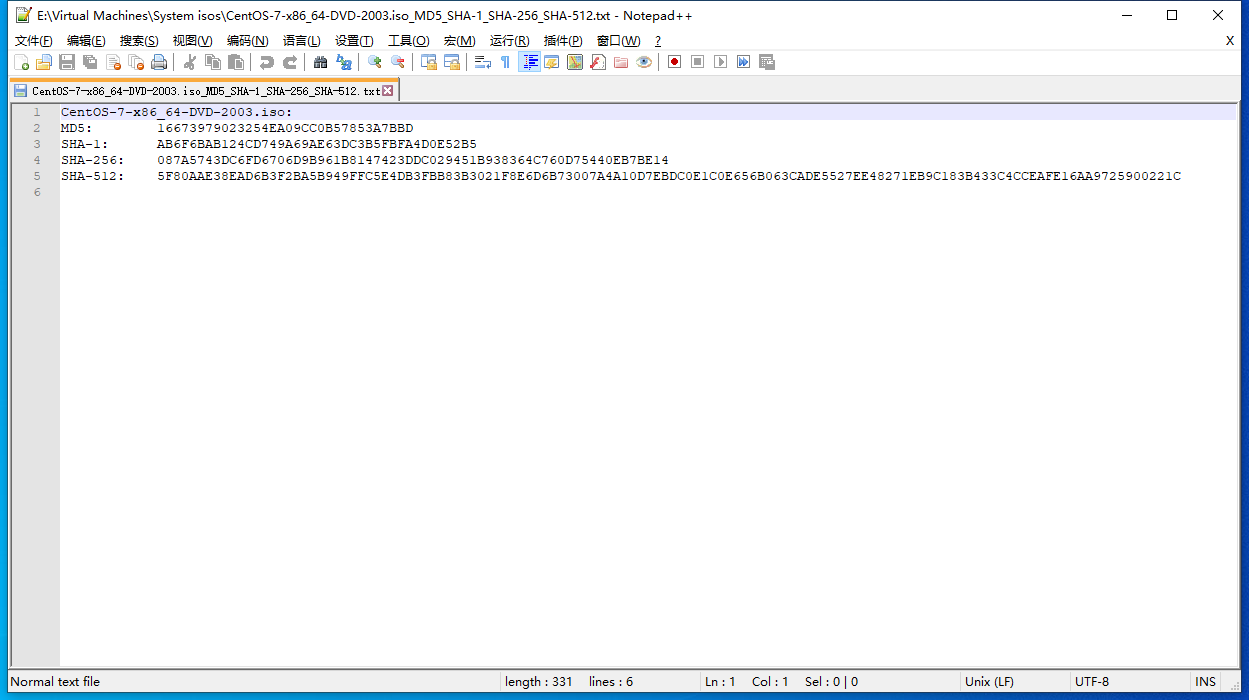 E:\Virtual Machines\System isos\CentOS-7-x86_64-DVD-2003.iso_MD5_SHA-1_SHA-256_SHA-512.txt - Notepad++
文件(F) 编辑(E) 搜索(S) 视图(V) 编码(N) 语言(L) 设置(T) 工具(O) 宏(M) 运行(R) 插件(P) 窗口(W) ? X
CentOS-7-x86_64-DVD-2003.iso_MD5_SHA-1_SHA-256_SHA-512.txt
1 CentOS-7-x86_64-DVD-2003.iso:
2 MD5: 16673979023254EA09CC0B57853A7BBD
3 SHA-1: AB6F6BAB124CD749A69AE63DC3B5FBFA4D0E52B5
4 SHA-256: 087A5743DC6FD6706D9B961B8147423DDC029451B938364C760D75440EB7BE14
5 SHA-512: 5F80AAE38EAD6B3F2BA5B949FFC5E4DB3FBB83B3021F8E6D6B73007A4A10D7EBDC0E1C0E656B063CADE5527EE48271EB9C183B433C4CCEAFE16AA9725900221C
6
Normal text file length : 331 lines : 6 Ln : 1 Col : 1 Sel : 0 | 0 Unix (LF) UTF-8 INS